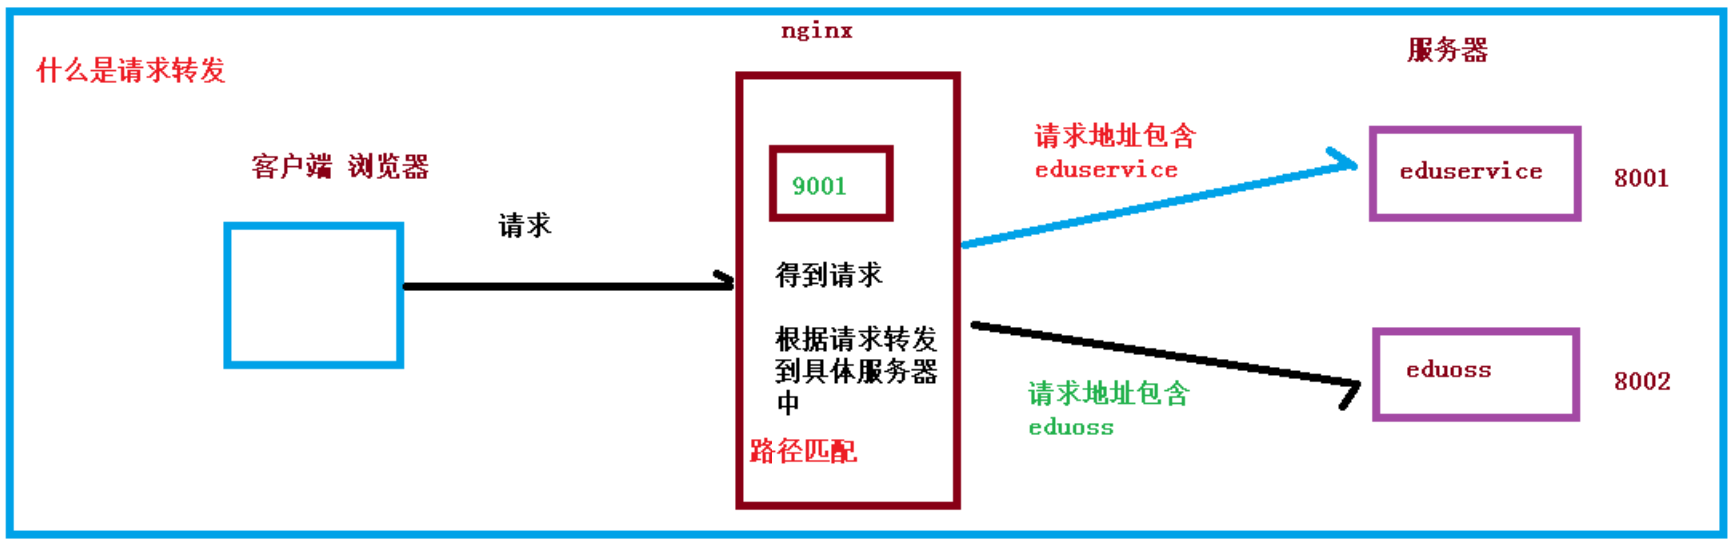 nginx
服务器
什么是请求转发
请求地址包含
eduservice
客户端 浏览器
eduservice
8001
9001
请求
得到请求
根据请求转发
到具体服务器
中
eduoss
8002
请求地址包含
eduoss
路径匹配